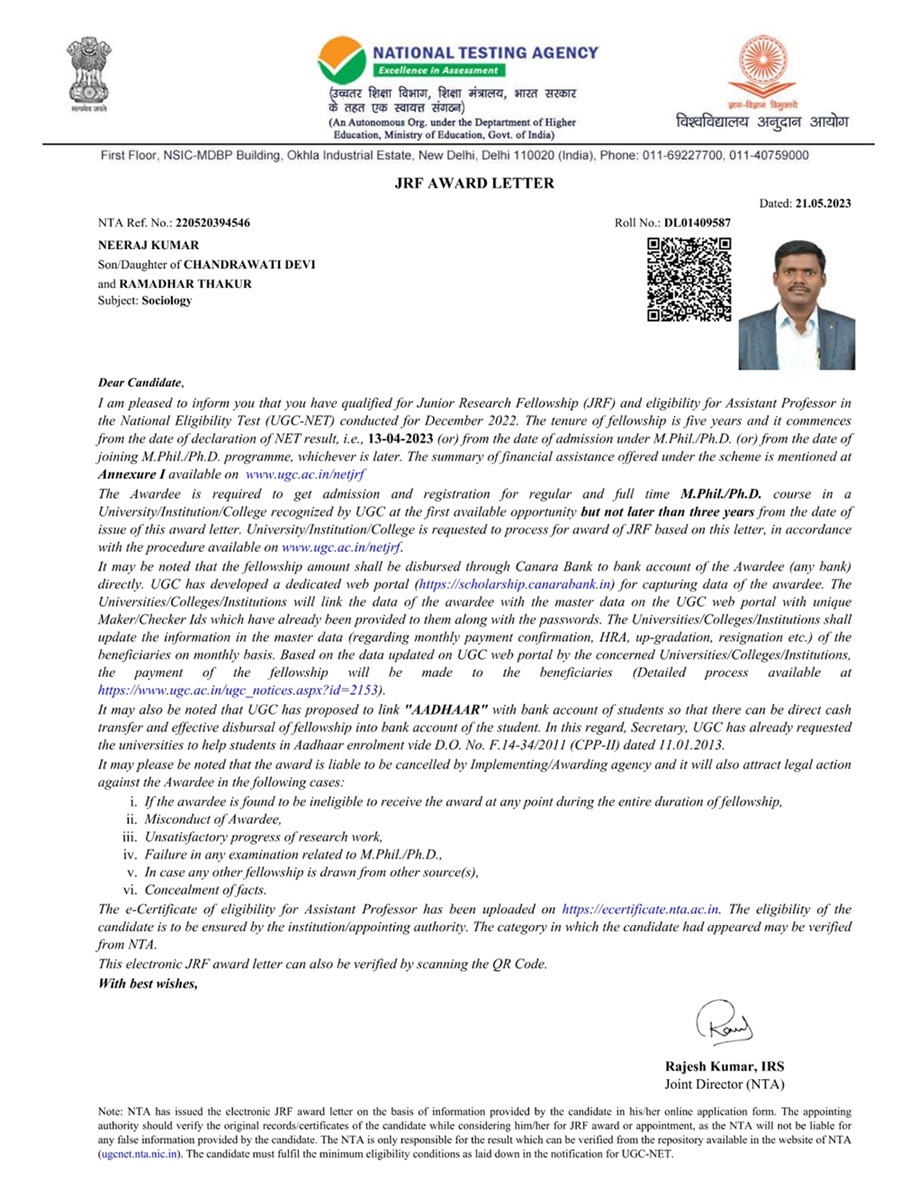 सत्यमेव जयते
NATIONAL TESTING AGENCY
Excellence in Assessment
(उच्चतर शिक्षा विभाग, शिक्षा मंत्रालय, भारत सरकार
के तहत एक स्वायत्त संगठन)
(An Autonomous Org. under the Deptartment of Higher
Education, Ministry of Education, Govt. of India)
ज्ञान-विज्ञान विमुक्तये
विश्वविद्यालय अनुदान आयोग
First Floor, NSIC-MDBP Building, Okhla Industrial Estate, New Delhi, Delhi 110020 (India), Phone: 011-69227700, 011-40759000
JRF AWARD LETTER
Dated: 21.05.2023
NTA Ref. No.: 220520394546 Roll No.: DL01409587
NEERAJ KUMAR
Son/Daughter of CHANDRAWATI DEVI
and RAMADHAR THAKUR
Subject: Sociology
Dear Candidate,
I am pleased to inform you that you have qualified for Junior Research Fellowship (JRF) and eligibility for Assistant Professor in
the National Eligibility Test (UGC-NET) conducted for December 2022. The tenure of fellowship is five years and it commences
from the date of declaration of NET result, i.e., 13-04-2023 (or) from the date of admission under M.Phil./Ph.D. (or) from the date of
joining M.Phil./Ph.D. programme, whichever is later. The summary of financial assistance offered under the scheme is mentioned at
Annexure I available on www.ugc.ac.in/netjrf
The Awardee is required to get admission and registration for regular and full time M.Phil./Ph.D. course in a
University/Institution/College recognized by UGC at the first available opportunity but not later than three years from the date of
issue of this award letter. University/Institution/College is requested to process for award of JRF based on this letter, in accordance
with the procedure available on www.ugc.ac.in/netjrf.
It may be noted that the fellowship amount shall be disbursed through Canara Bank to bank account of the Awardee (any bank)
directly. UGC has developed a dedicated web portal (https://scholarship.canarabank.in) for capturing data of the awardee. The
Universities/Colleges/Institutions will link the data of the awardee with the master data on the UGC web portal with unique
Maker/Checker Ids which have already been provided to them along with the passwords. The Universities/Colleges/Institutions shall
update the information in the master data (regarding monthly payment confirmation, HRA, up-gradation, resignation etc.) of the
beneficiaries on monthly basis. Based on the data updated on UGC web portal by the concerned Universities/Colleges/Institutions,
the payment of the fellowship will be made to the beneficiaries (Detailed process available at
https://www.ugc.ac.in/ugc_notices.aspx?id=2153).
It may also be noted that UGC has proposed to link "AADHAAR" with bank account of students so that there can be direct cash
transfer and effective disbursal of fellowship into bank account of the student. In this regard, Secretary, UGC has already requested
the universities to help students in Aadhaar enrolment vide D.O. No. F.14-34/2011 (CPP-II) dated 11.01.2013.
It may please be noted that the award is liable to be cancelled by Implementing/Awarding agency and it will also attract legal action
against the Awardee in the following cases:
i. If the awardee is found to be ineligible to receive the award at any point during the entire duration of fellowship,
ii. Misconduct of Awardee,
iii. Unsatisfactory progress of research work,
iv. Failure in any examination related to M.Phil./Ph.D.,
v. In case any other fellowship is drawn from other source(s),
vi. Concealment of facts.
The e-Certificate of eligibility for Assistant Professor has been uploaded on https://ecertificate.nta.ac.in. The eligibility of the
candidate is to be ensured by the institution/appointing authority. The category in which the candidate had appeared may be verified
from NTA.
This electronic JRF award letter can also be verified by scanning the QR Code.
With best wishes,
Rajesh Kumar, IRS
Joint Director (NTA)
Note: NTA has issued the electronic JRF award letter on the basis of information provided by the candidate in his/her online application form. The appointing
authority should verify the original records/certificates of the candidate while considering him/her for JRF award or appointment, as the NTA will not be liable for
any false information provided by the candidate. The NTA is only responsible for the result which can be verified from the repository available in the website of NTA
(ugcnet.nta.nic.in). The candidate must fulfil the minimum eligibility conditions as laid down in the notification for UGC-NET.